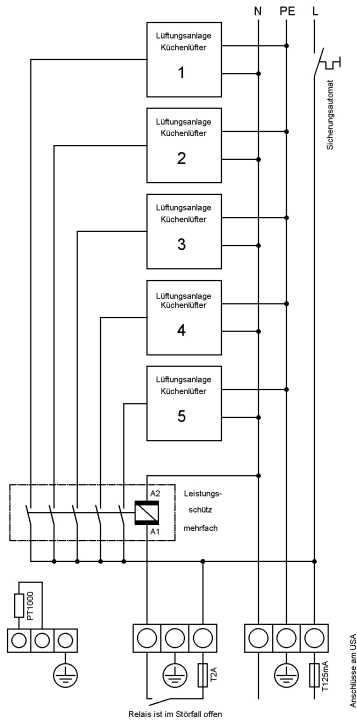 N PE L
Lüftungsanlage
Küchenlüfter
1
Sicherungsautomat
Lüftungsanlage
Küchenlüfter
2
Lüftungsanlage
Küchenlüfter
3
Lüftungsanlage
Küchenlüfter
4
Lüftungsanlage
Küchenlüfter
5
A2
A1
Leistungs-
schütz
mehrfach
PT1000
T2A
T125mA
Anschlüsse am USA
Relais ist im Störfall offen